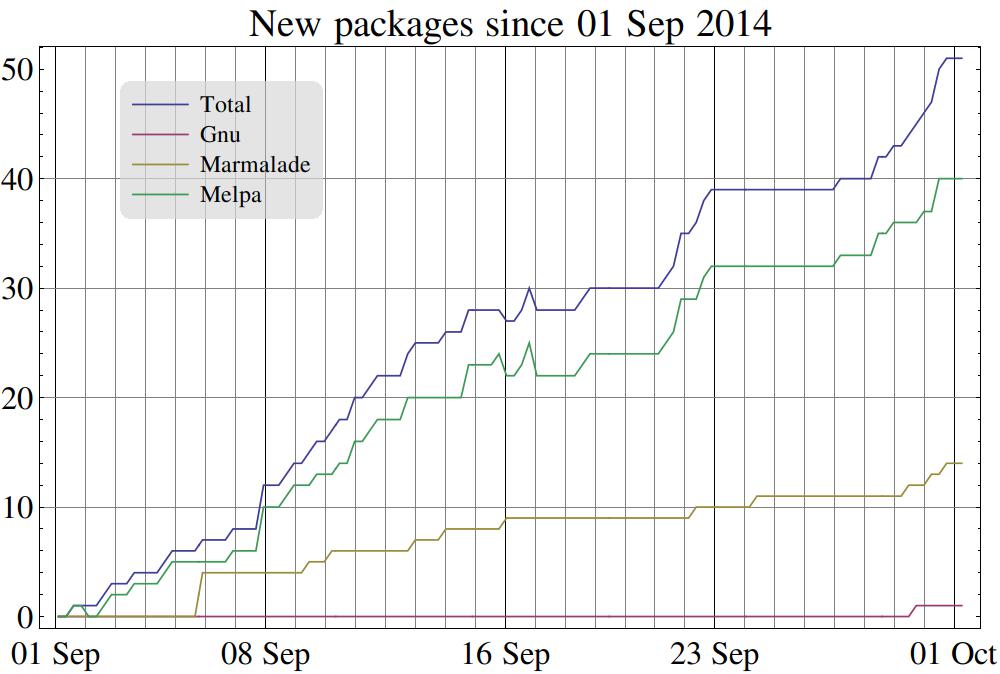 New packages since 01 Sep 2014
50
40
30
20
10
0
Total
Gnu
Marmalade
Melpa
01 Sep 08 Sep 16 Sep 23 Sep 01 Oct